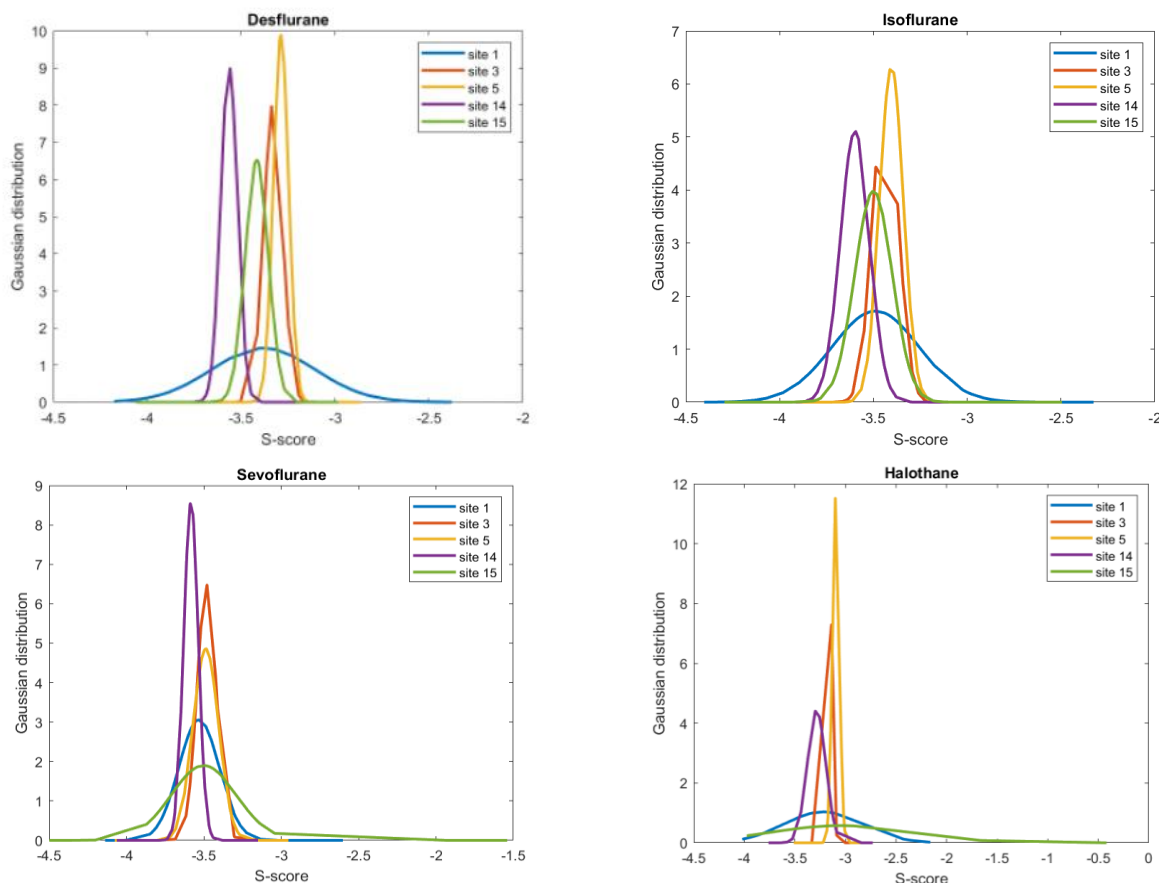 Desflurane
10
9
8
7
6
5
4
3
2
1
0
Gaussian distribution
-4.5 -4 -3.5 -3 -2.5 -2
S-score
site 1
site 3
site 5
site 14
site 15
Isoflurane
7
6
5
4
3
2
1
0
Gaussian distribution
-4.5 -4 -3.5 -3 -2.5 -2
S-score
site 1
site 3
site 5
site 14
site 15
Sevoflurane
9
8
7
6
5
4
3
2
1
0
Gaussian distribution
-4.5 -4 -3.5 -3 -2.5 -2 -1.5
S-score
site 1
site 3
site 5
site 14
site 15
Halothane
12
10
8
6
4
2
0
Gaussian distribution
-4.5 -4 -3.5 -3 -2.5 -2 -1.5 -1 -0.5 0
S-score
site 1
site 3
site 5
site 14
site 15